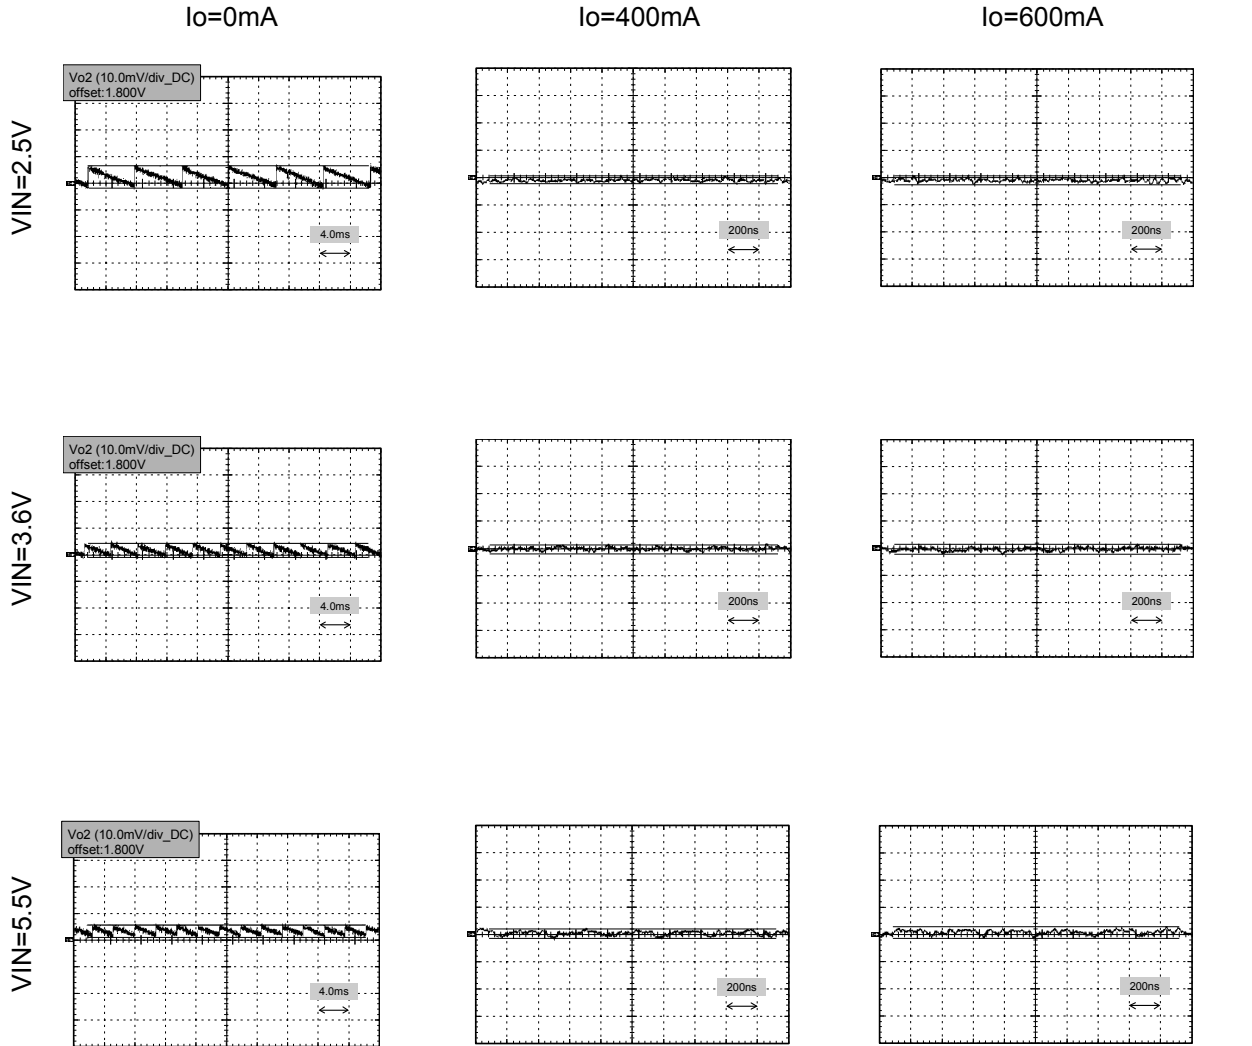 Io=0mA
Io=400mA
Io=600mA
VIN=2.5V
Vo2 (10.0mV/div_DC)
offset:1.800V
4.0ms
200ns
200ns
VIN=3.6V
Vo2 (10.0mV/div_DC)
offset:1.800V
4.0ms
200ns
200ns
VIN=5.5V
Vo2 (10.0mV/div_DC)
offset:1.800V
4.0ms
200ns
200ns